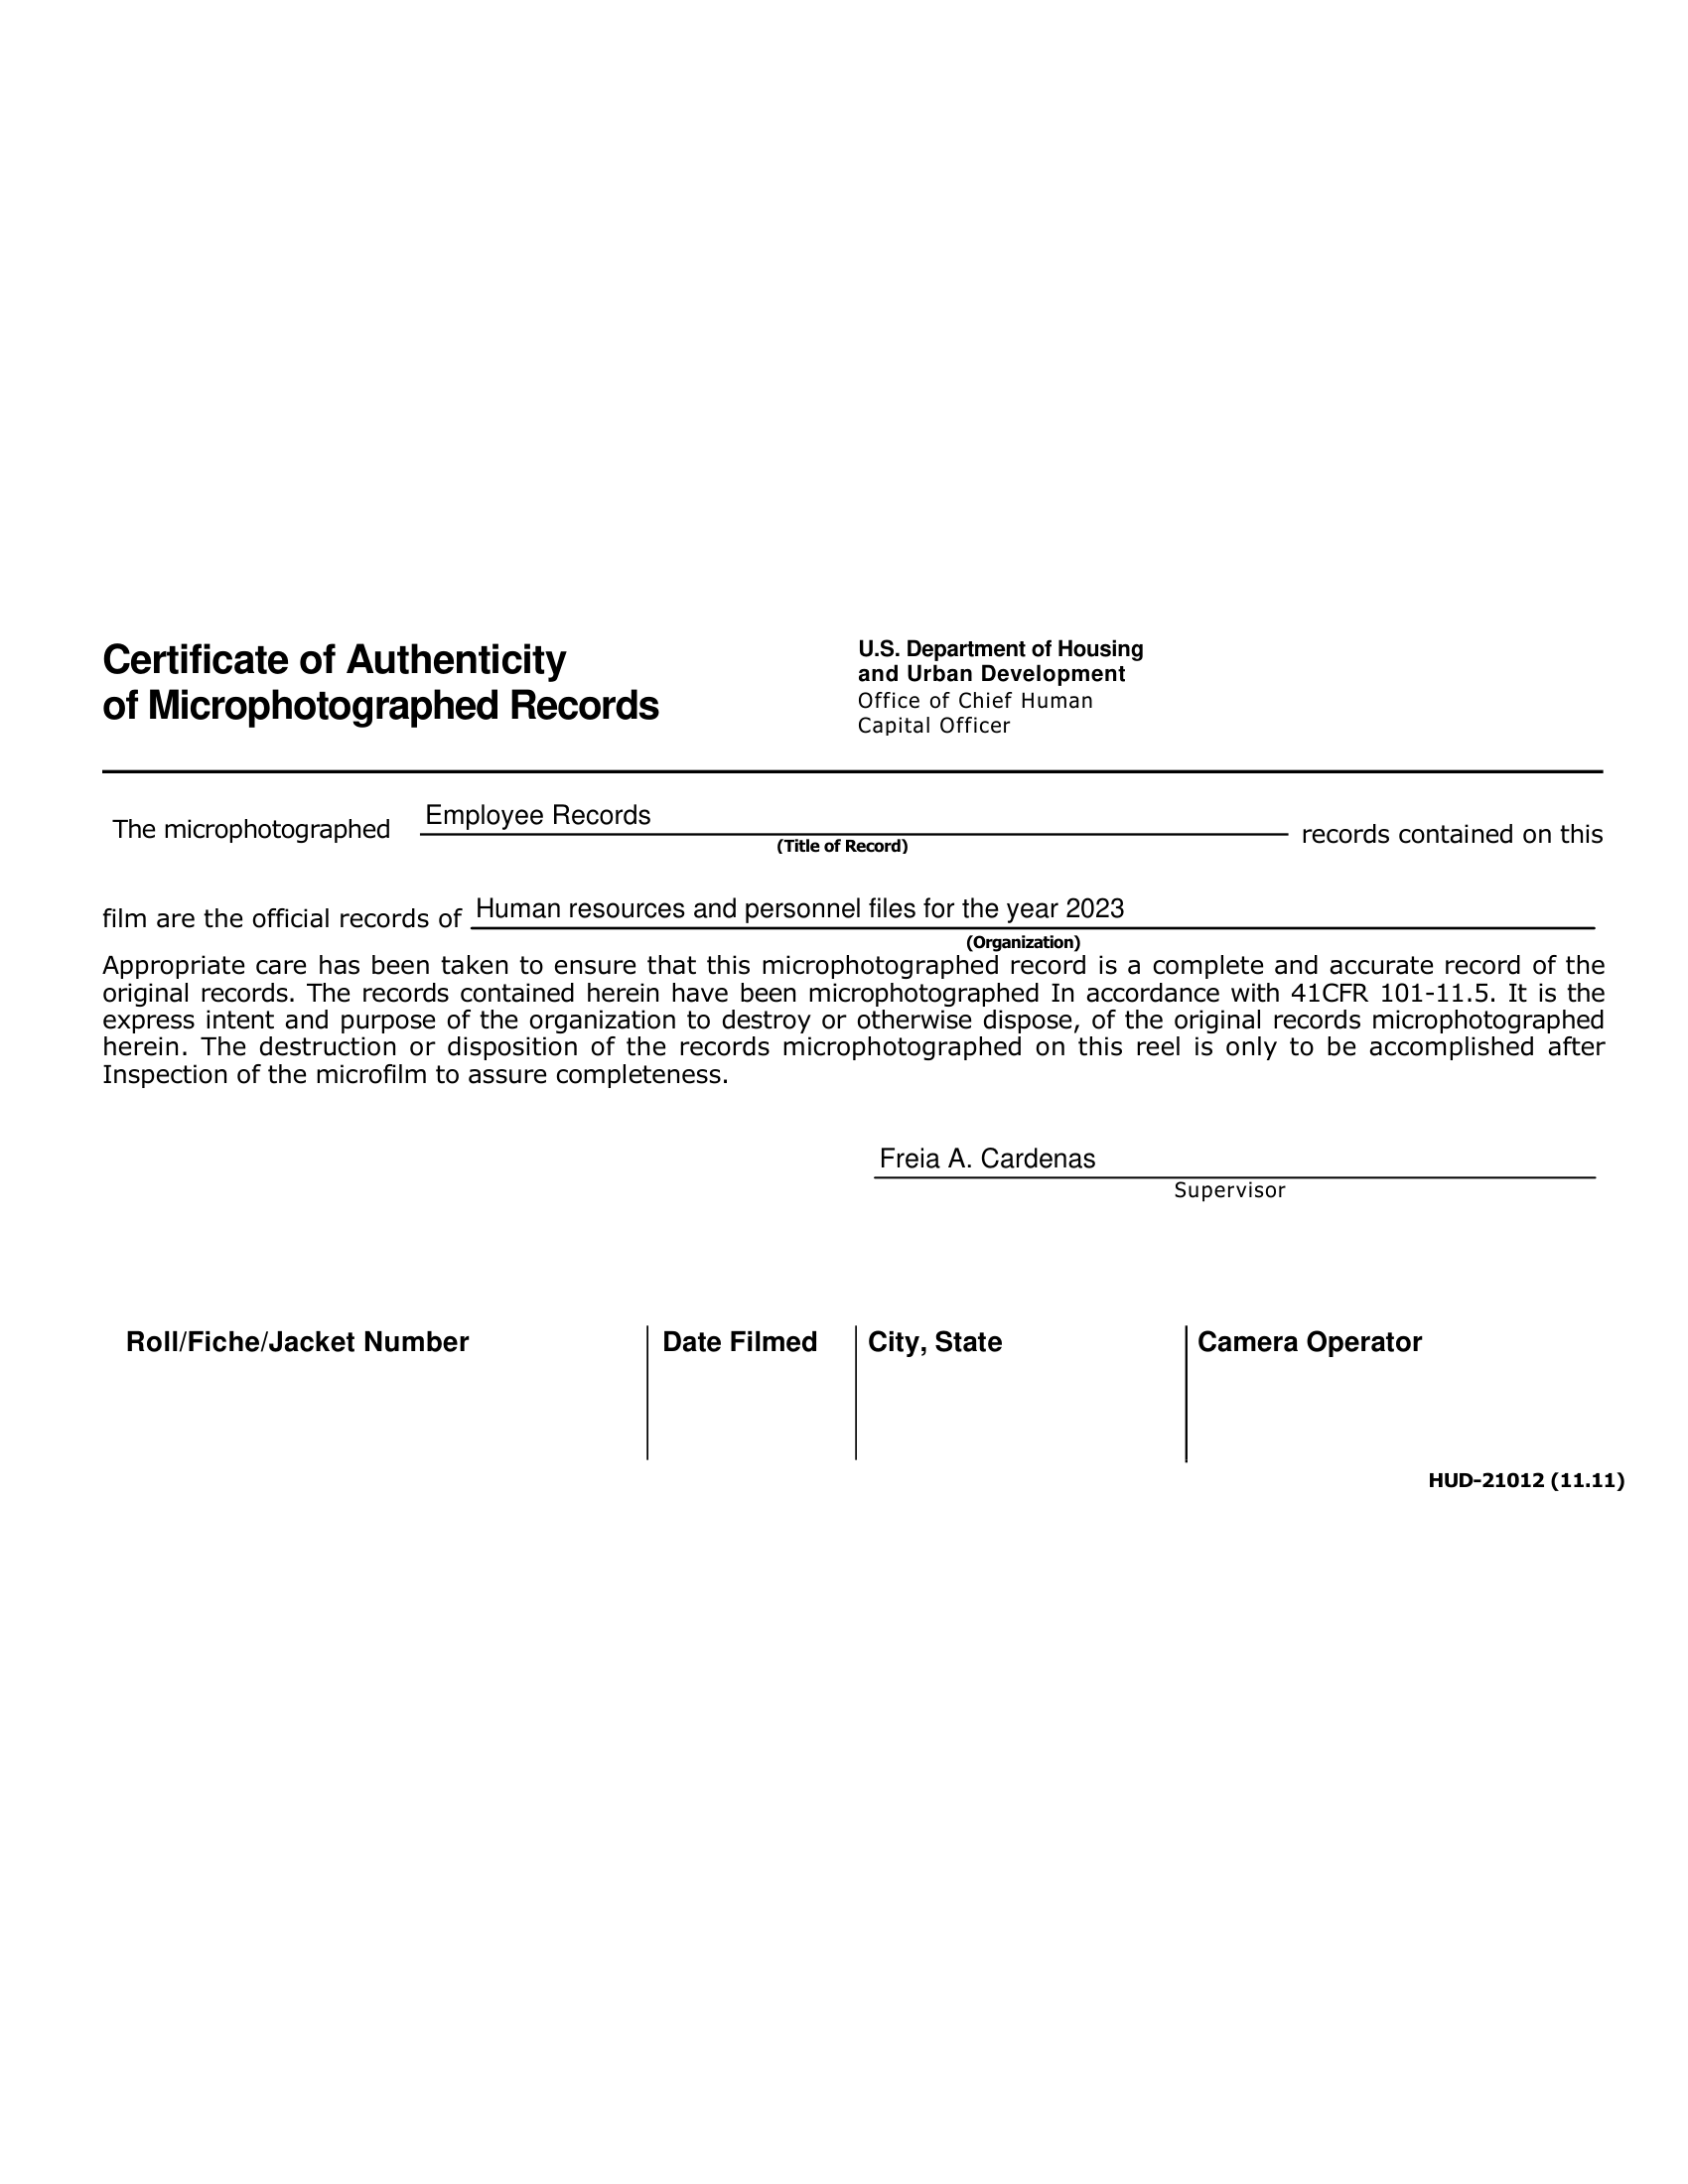 Certificate of Authenticity
of Microphotographed Records
U.S. Department of Housing
and Urban Development
Office of Chief Human
Capital Officer
The microphotographed Employee Records records contained on this
(Title of Record)
film are the official records of Human resources and personnel files for the year 2023
(Organization)
Appropriate care has been taken to ensure that this microphotographed record is a complete and accurate record of the
original records. The records contained herein have been microphotographed In accordance with 41CFR 101-11.5. It is the
express intent and purpose of the organization to destroy or otherwise dispose, of the original records microphotographed
herein. The destruction or disposition of the records microphotographed on this reel is only to be accomplished after
Inspection of the microfilm to assure completeness.
Freia A. Cardenas
Supervisor
Roll/Fiche/Jacket Number Date Filmed City, State Camera Operator
HUD-21012 (11.11)